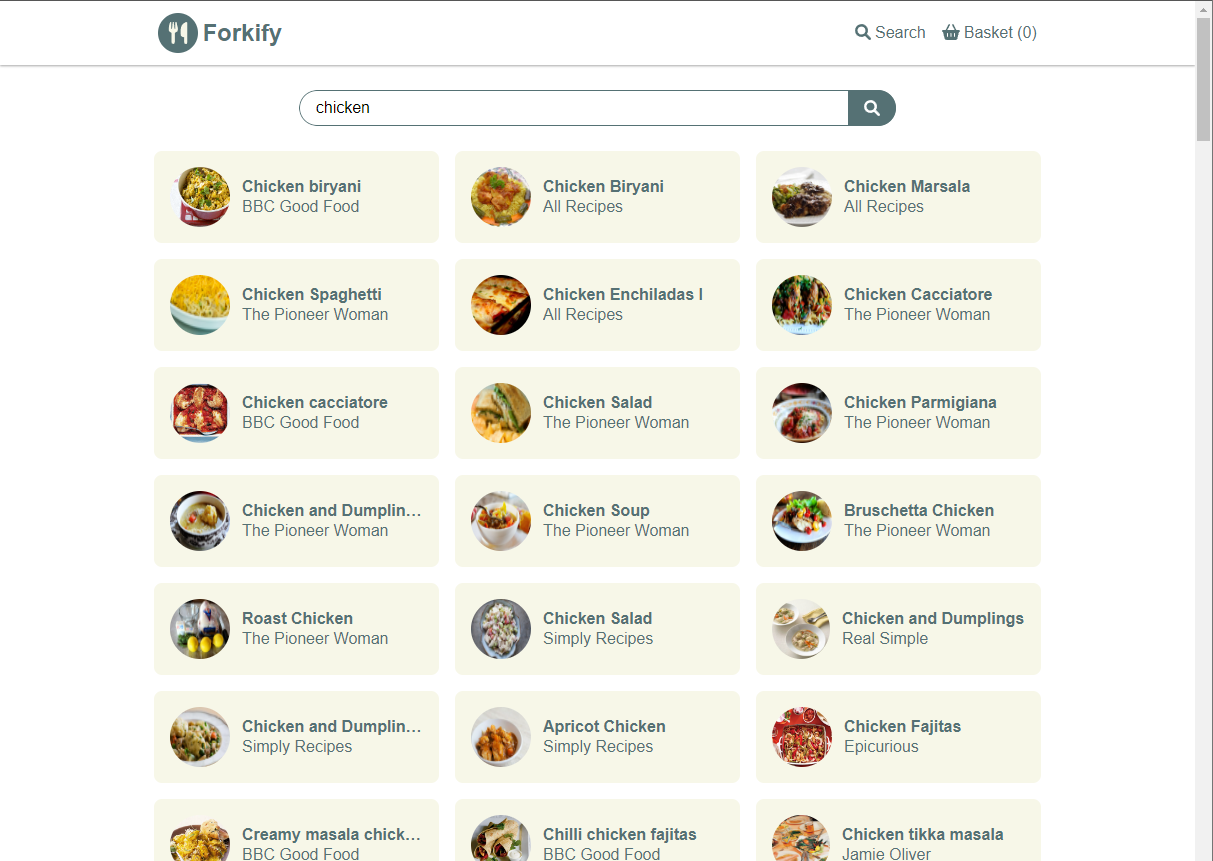 Forkify
Search
Basket (0)
chicken
Chicken biryani
BBC Good Food
Chicken Biryani
All Recipes
Chicken Marsala
All Recipes
Chicken Spaghetti
The Pioneer Woman
Chicken Enchiladas I
All Recipes
Chicken Cacciatore
The Pioneer Woman
Chicken cacciatore
BBC Good Food
Chicken Salad
The Pioneer Woman
Chicken Parmigiana
The Pioneer Woman
Chicken and Dumplin...
The Pioneer Woman
Chicken Soup
The Pioneer Woman
Bruschetta Chicken
The Pioneer Woman
Roast Chicken
The Pioneer Woman
Chicken Salad
Simply Recipes
Chicken and Dumplings
Real Simple
Chicken and Dumplin...
Simply Recipes
Apricot Chicken
Simply Recipes
Chicken Fajitas
Epicurious
Creamy masala chick...
BBC Good Food
Chilli chicken fajitas
BBC Good Food
Chicken tikka masala
Jamie Oliver